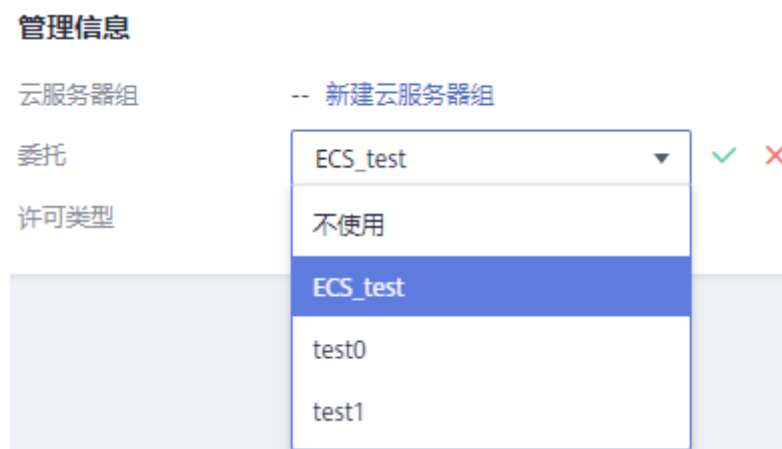 管理信息
云服务器组 -- 新建云服务器组
委托 ECS_test
许可类型 不使用
ECS_test
test0
test1